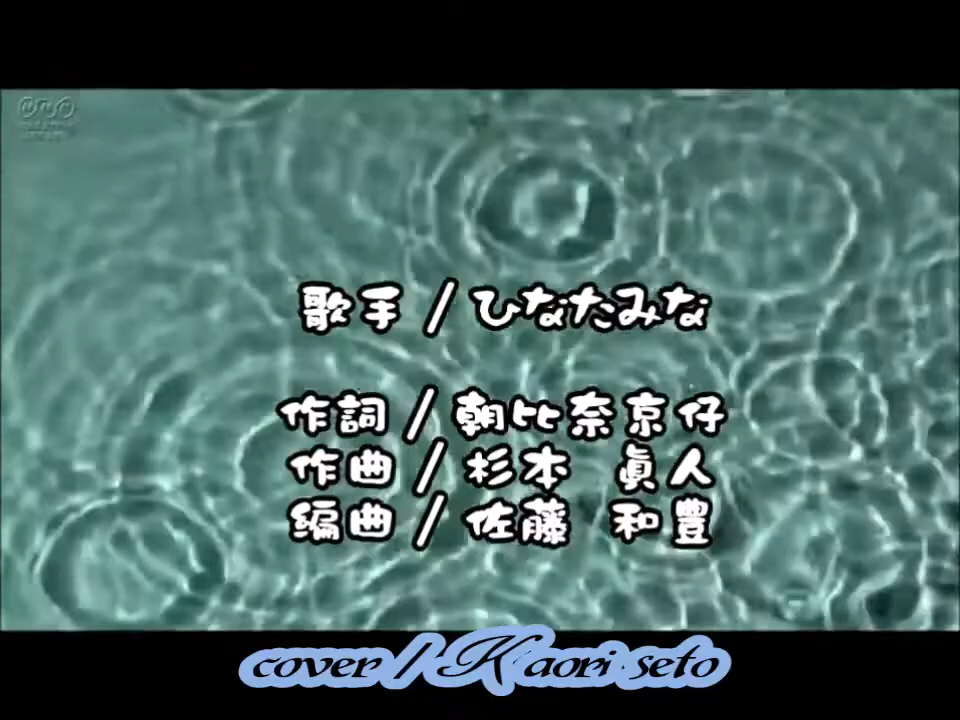 NHK
歌手 / ひなたみな
作詞 / 朝比奈京仔
作曲 / 杉本　眞人
編曲 / 佐藤　和豊
cover / Kaori seto